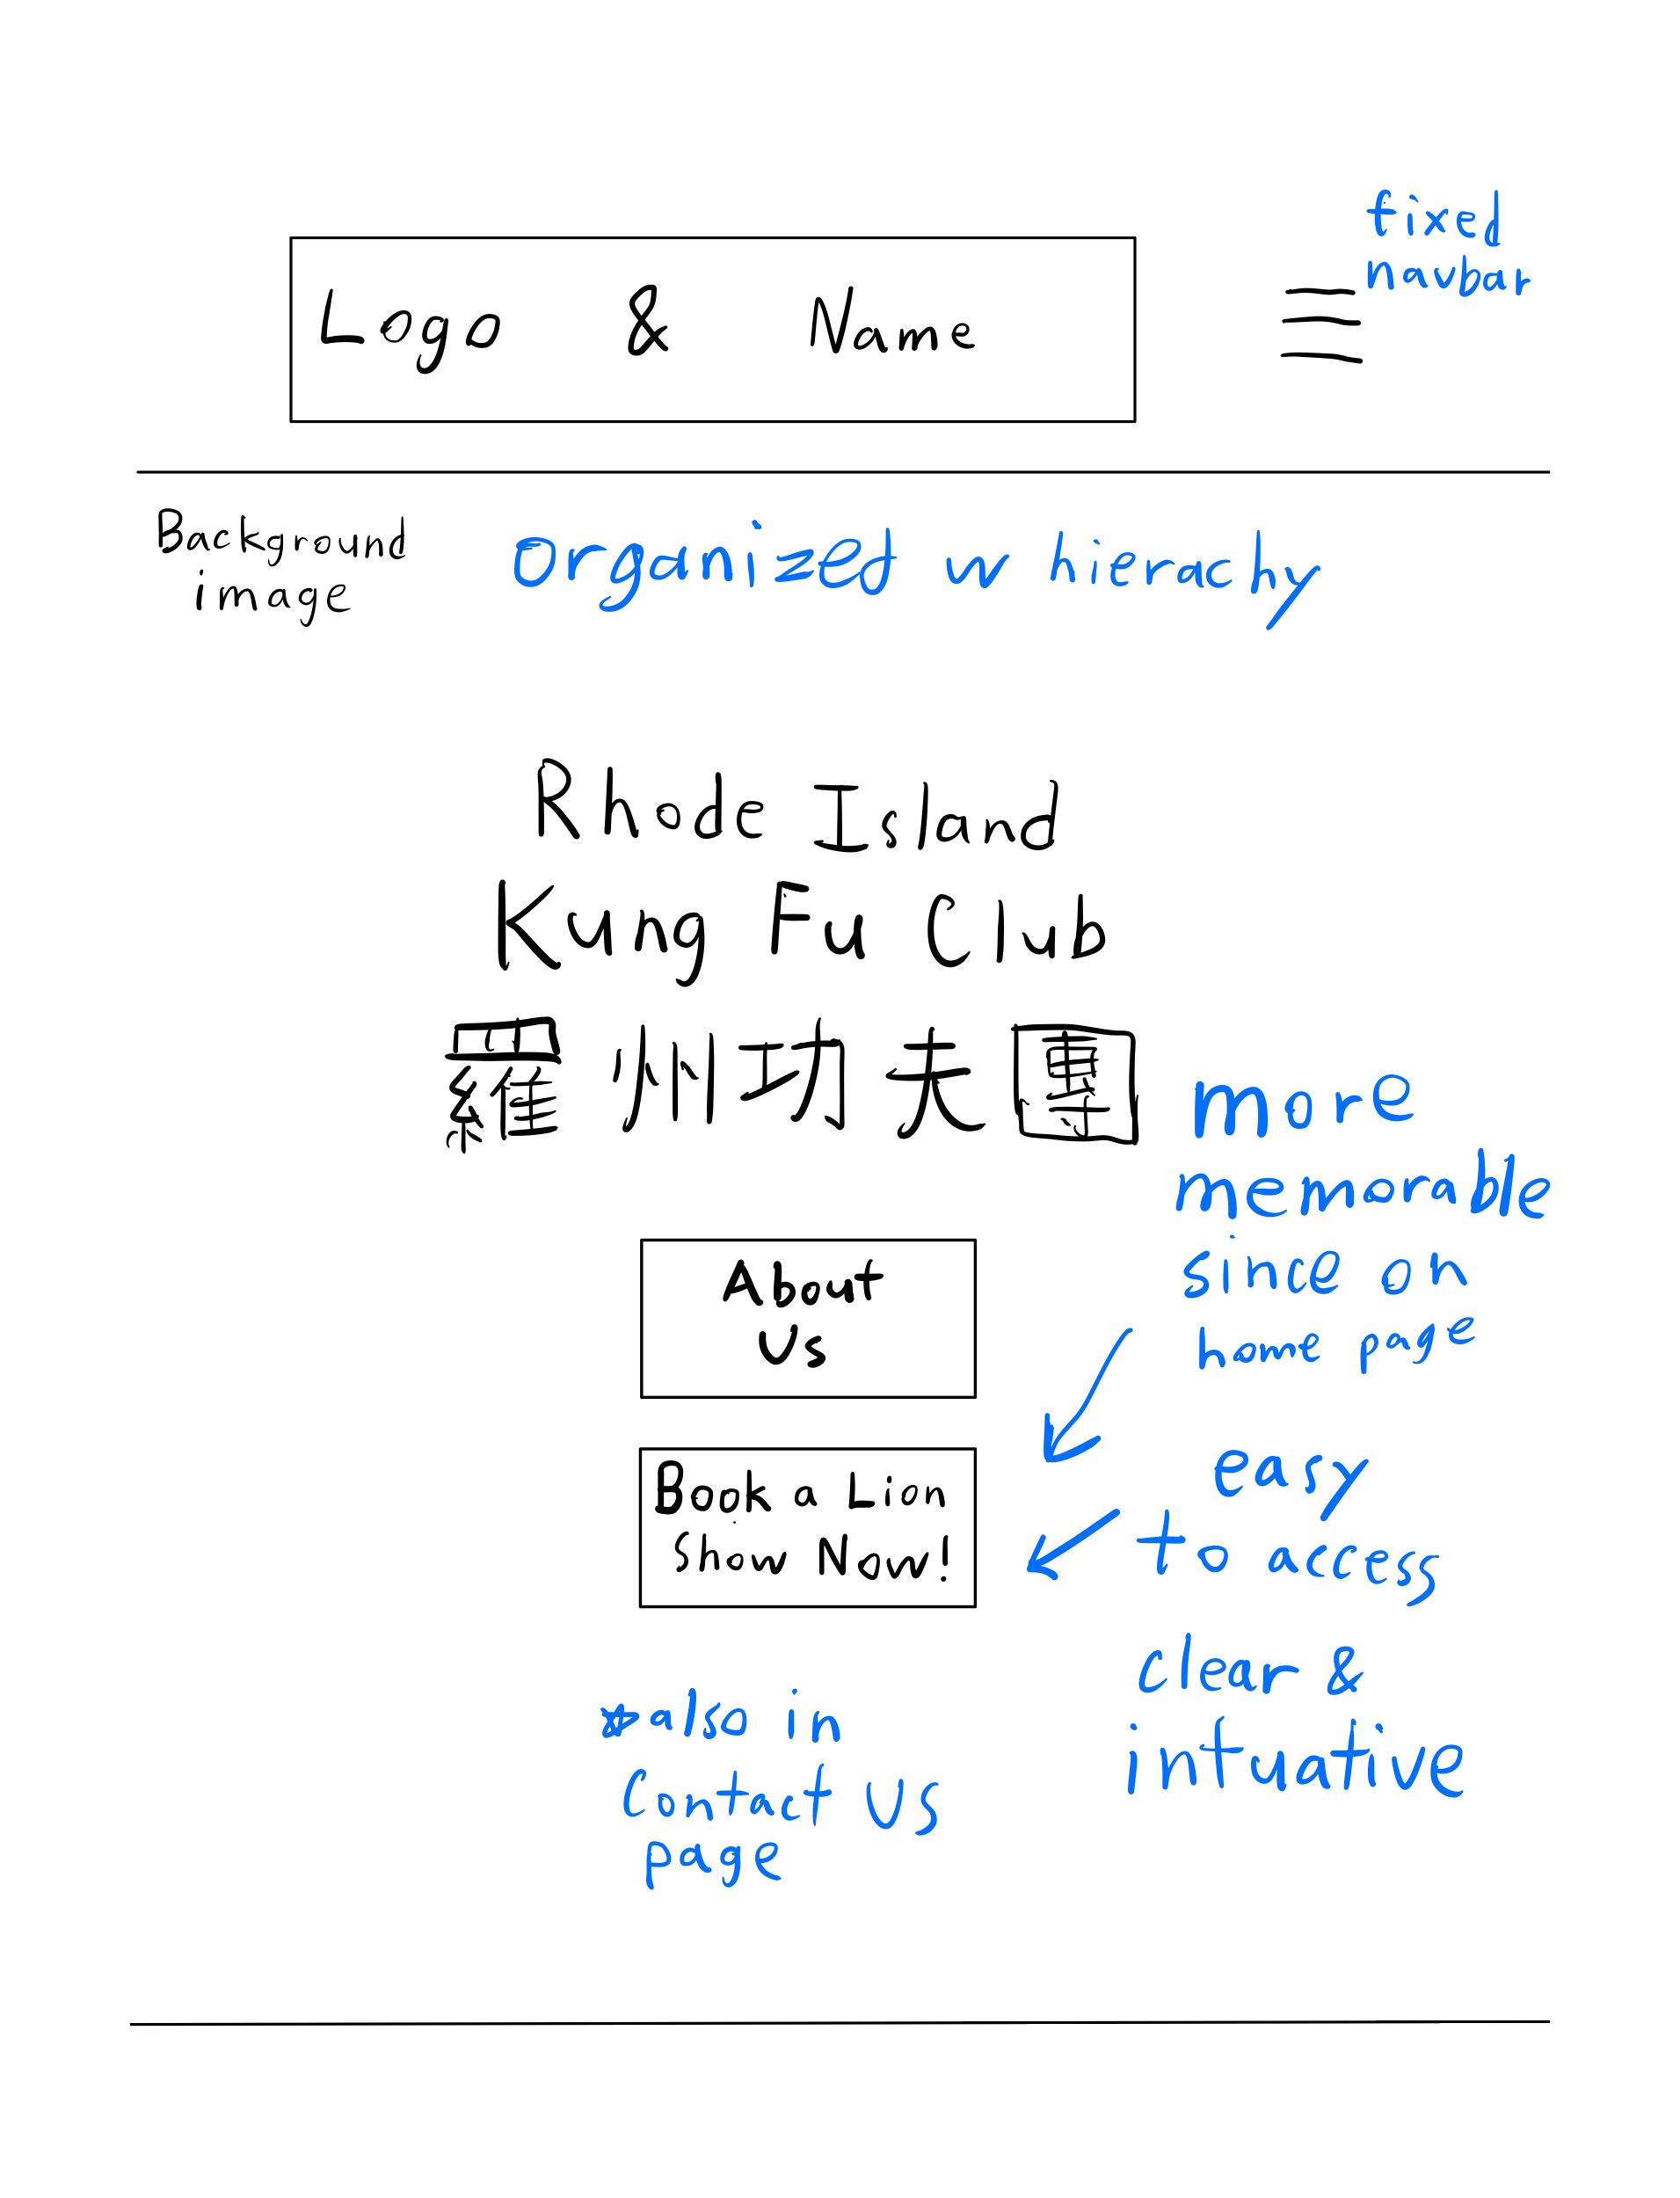 fixed
navbar
Logo & Name
Background
image
organized w hierachy
Rhode Island
Kung Fu Club
羅州功夫團
more
memorable
since on
home page
About
Us
easy
to access
Book a Lion
Show Now!
clear &
intuative
*also in
Contact Us
page